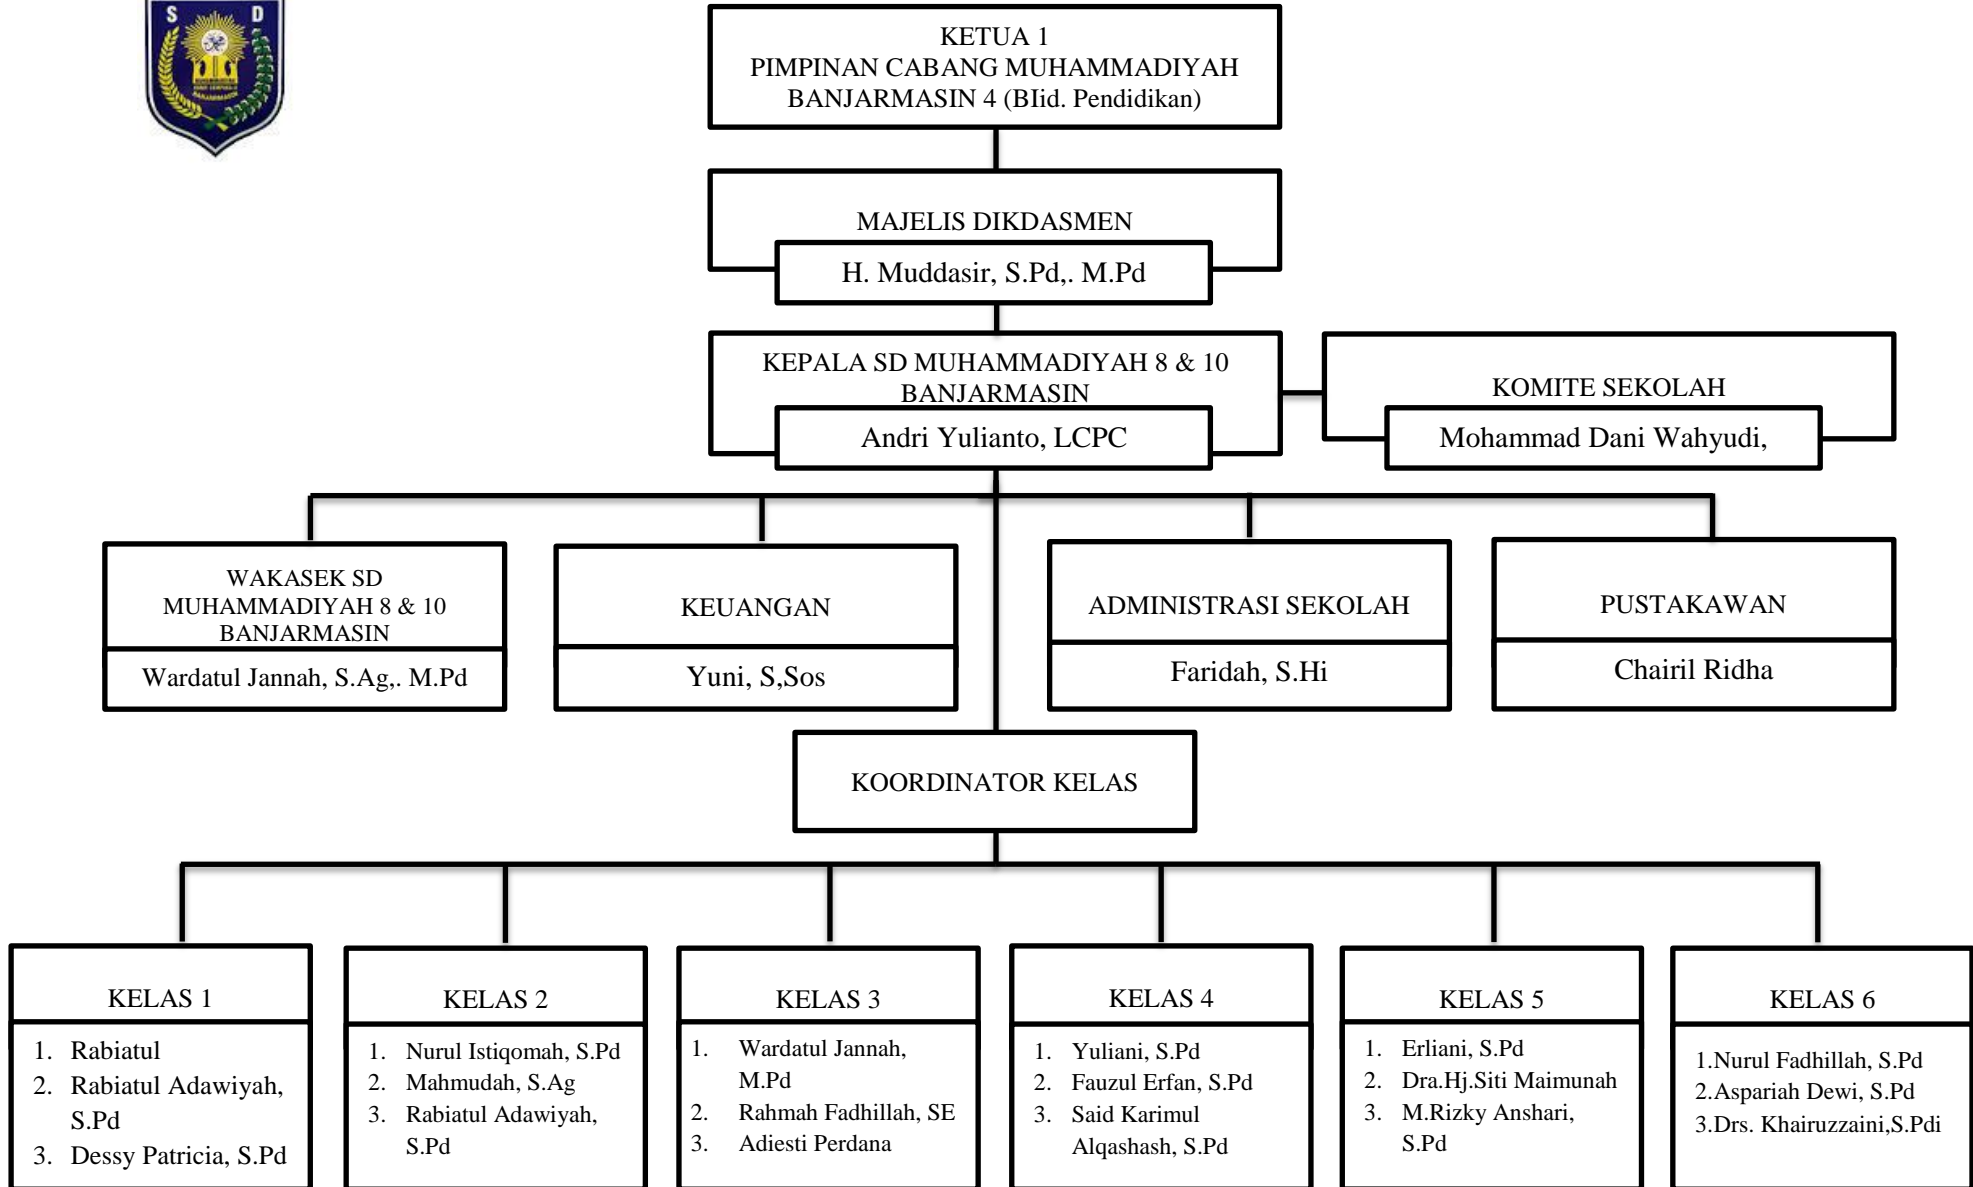 S D
KETUA 1
PIMPINAN CABANG MUHAMMADIYAH
BANJARMASIN 4 (BIid. Pendidikan)
MAJELIS DIKDASMEN
H. Muddasir, S.Pd,. M.Pd
KEPALA SD MUHAMMADIYAH 8 & 10
BANJARMASIN
Andri Yulianto, LCPC
KOMITE SEKOLAH
Mohammad Dani Wahyudi,
WAKASEK SD
MUHAMMADIYAH 8 & 10
BANJARMASIN
Wardatul Jannah, S.Ag,. M.Pd
KEUANGAN
Yuni, S,Sos
ADMINISTRASI SEKOLAH
Faridah, S.Hi
PUSTAKAWAN
Chairil Ridha
KOORDINATOR KELAS
KELAS 1
1. Rabiatul
2. Rabiatul Adawiyah,
S.Pd
3. Dessy Patricia, S.Pd
KELAS 2
1. Nurul Istiqomah, S.Pd
2. Mahmudah, S.Ag
3. Rabiatul Adawiyah,
S.Pd
KELAS 3
1. Wardatul Jannah,
M.Pd
2. Rahmah Fadhillah, SE
3. Adiesti Perdana
KELAS 4
1. Yuliani, S.Pd
2. Fauzul Erfan, S.Pd
3. Said Karimul
Alqashash, S.Pd
KELAS 5
1. Erliani, S.Pd
2. Dra.Hj.Siti Maimunah
3. M.Rizky Anshari,
S.Pd
KELAS 6
1.Nurul Fadhillah, S.Pd
2.Aspariah Dewi, S.Pd
3.Drs. Khairuzzaini,S.Pdi